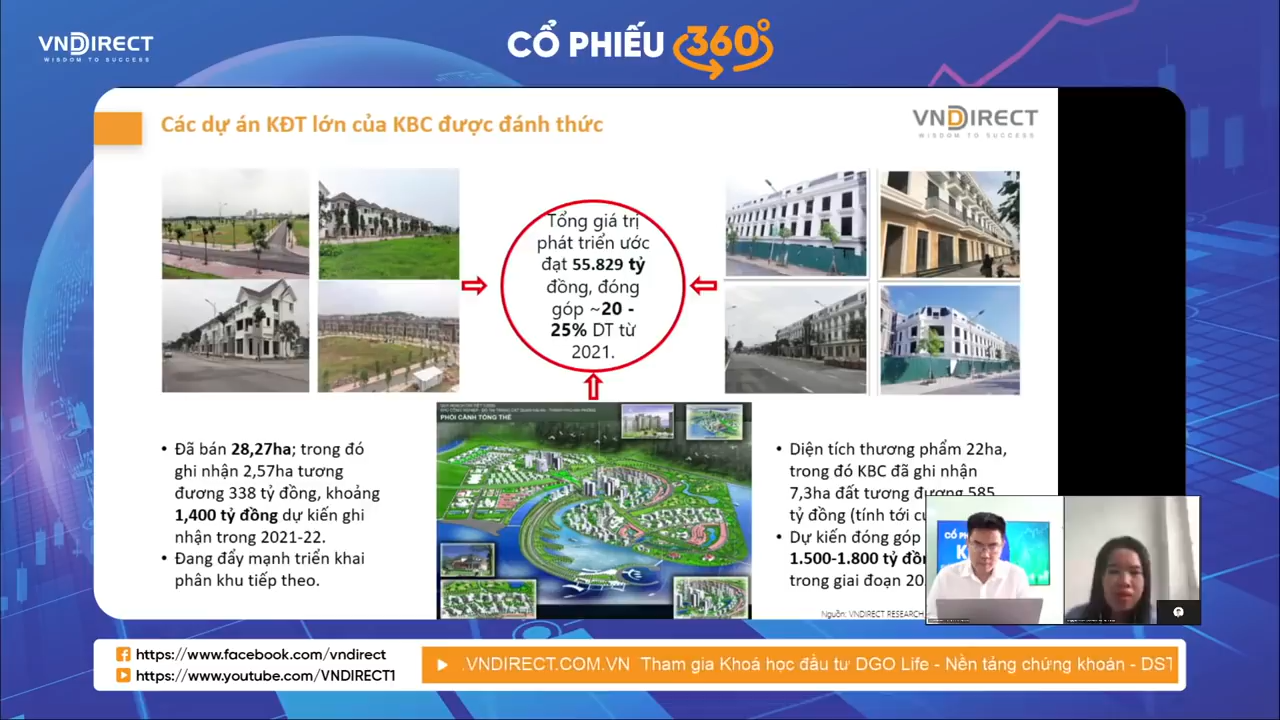 VNDIRECT
WISDOM TO SUCCESS
CỔ PHIẾU 360°
Các dự án KĐT lớn của KBC được đánh thức
VNDIRECT
WISDOM TO SUCCESS
Tổng giá trị
phát triển ước
đạt 55.829 tỷ
đồng, đóng
góp ~20 -
25% DT từ
2021.
PHỐI CẢNH TỔNG THỂ
• Đã bán 28,27ha; trong đó
ghi nhận 2,57ha tương
đương 338 tỷ đồng, khoảng
1,400 tỷ đồng dự kiến ghi
nhận trong 2021-22.
• Đang đẩy mạnh triển khai
phân khu tiếp theo.
• Diện tích thương phẩm 22ha,
trong đó KBC đã ghi nhận
7,3ha đất tương đương 585
tỷ đồng (tính tới
• Dự kiến đóng góp
1.500-1.800 tỷ
trong giai đoạn 20
Nguồn: VNDIRECT RESEARCH
https://www.facebook.com/vndirect
https://www.youtube.com/VNDIRECT1
.VNDIRECT.COM.VN Tham gia Khoá học đầu tư DGO Life - Nền tảng chứng khoán - DST